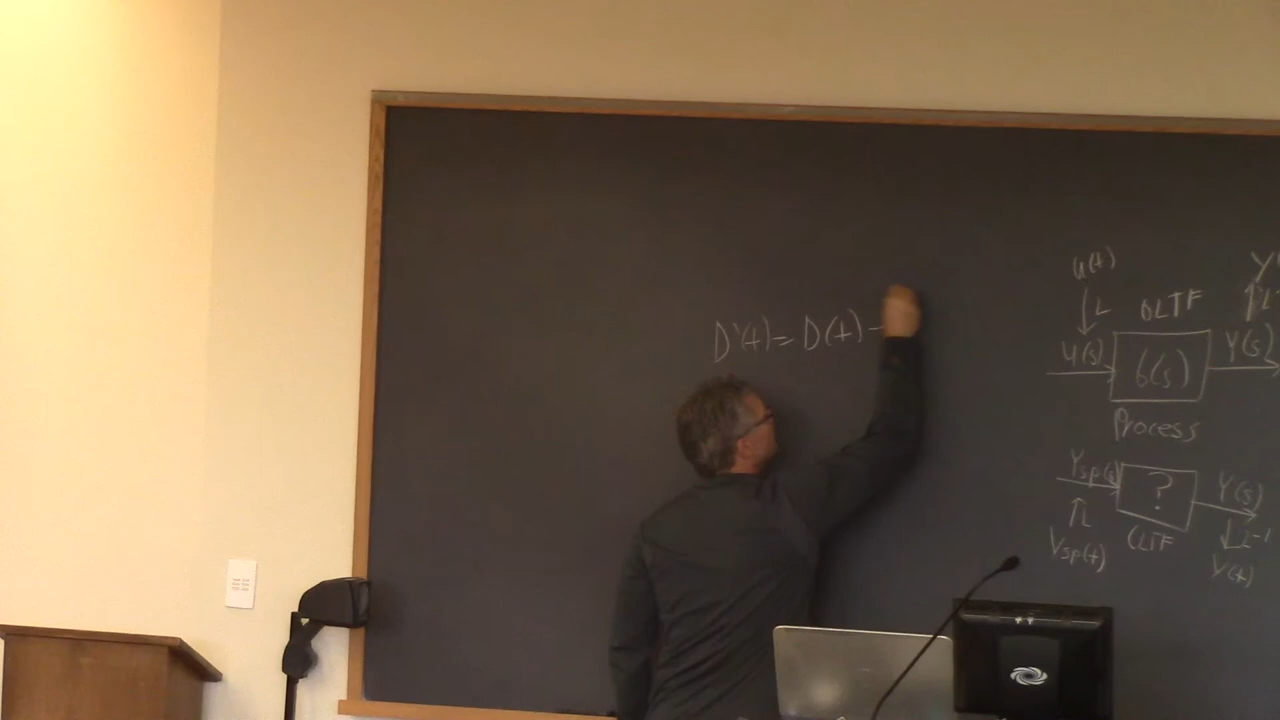 D'(t) = D(t) -
u(t)
↓ L
OLTF
u(s)
G(s)
Y(s)
Process
Ysp(s)
?
Y(s)
CLTF
Ysp(t)
↓ L-1
Y(t)